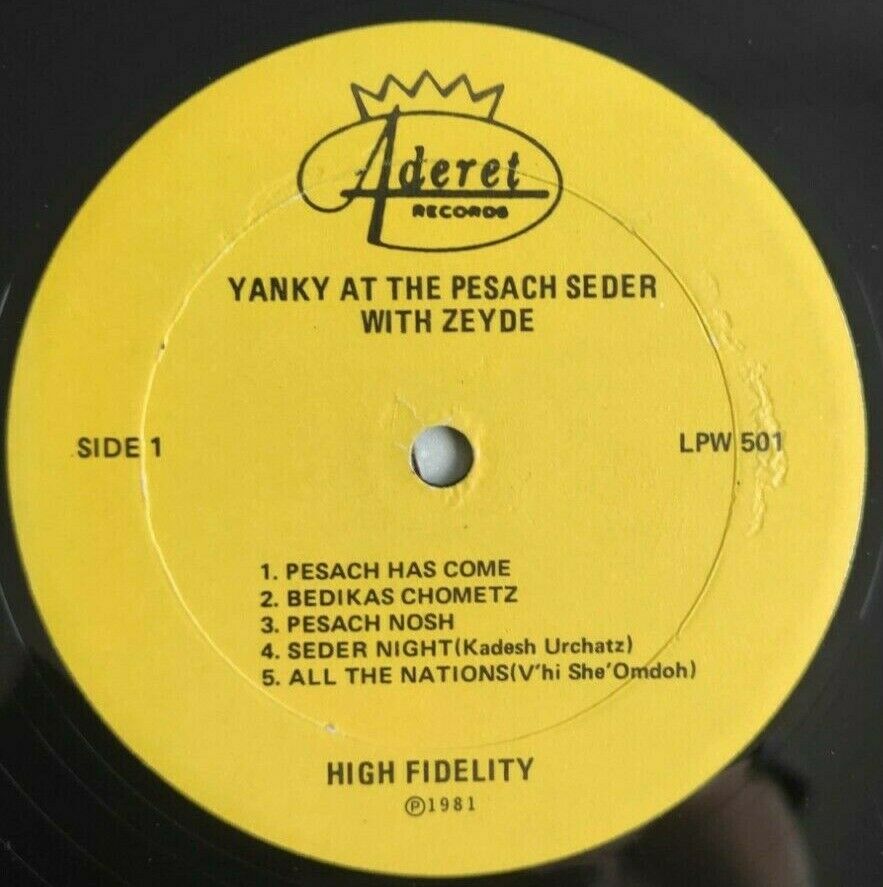 Aderet
RECORDS
YANKY AT THE PESACH SEDER
WITH ZEYDE
SIDE 1
LPW 501
1. PESACH HAS COME
2. BEDIKAS CHOMETZ
3. PESACH NOSH
4. SEDER NIGHT(Kadesh Urchatz)
5. ALL THE NATIONS(V'hi She'Omdoh)
HIGH FIDELITY
℗1981